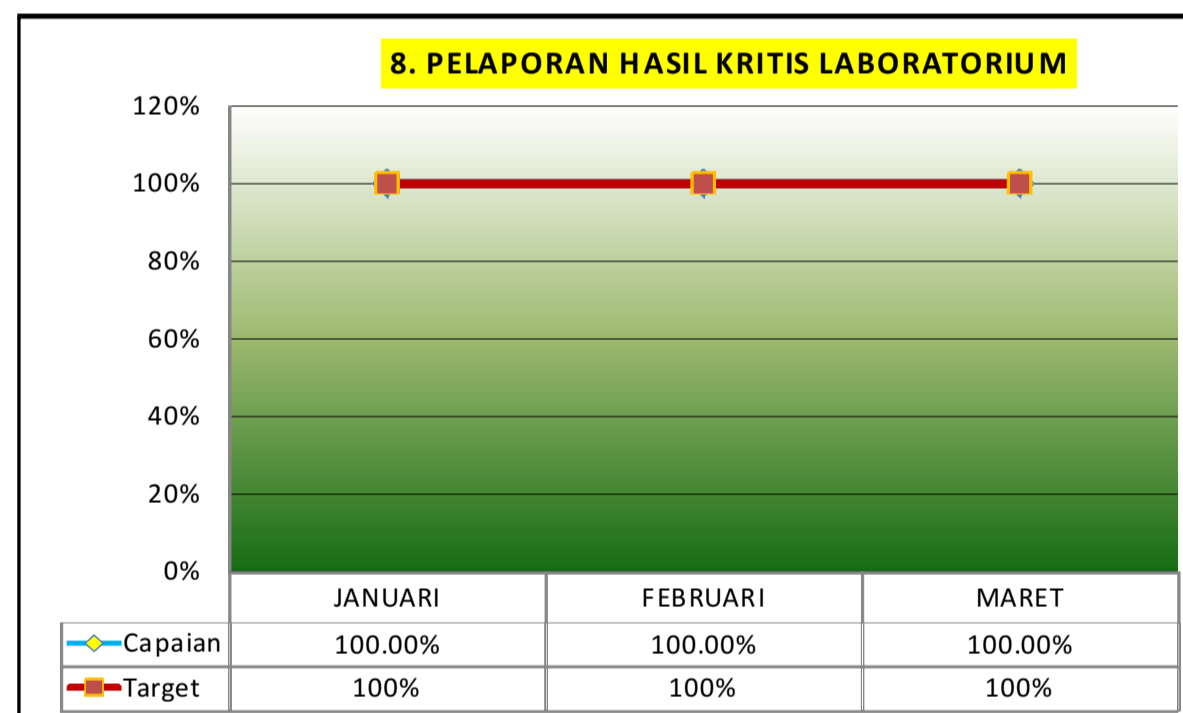 8. PELAPORAN HASIL KRITIS LABORATORIUM
120%
100%
80%
60%
40%
20%
0%
JANUARI FEBRUARI MARET
Capaian 100.00% 100.00% 100.00%
Target 100% 100% 100%